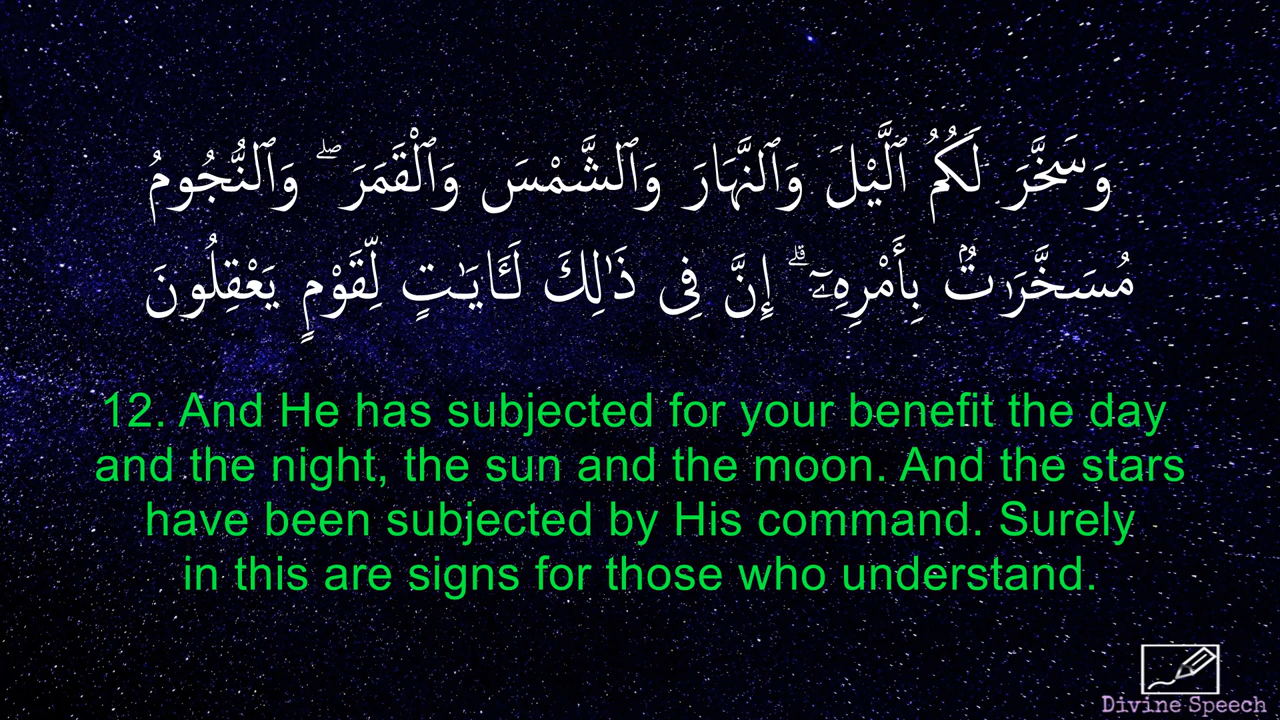 وَسَخَّرَ لَكُمُ ٱلَّيْلَ وَٱلنَّهَارَ وَٱلشَّمْسَ وَٱلْقَمَرَ ۖ وَٱلنُّجُومُ
مُسَخَّرَٰتٌۢ بِأَمْرِهِۦٓ ۗ إِنَّ فِى ذَٰلِكَ لَـَٔايَـٰتٍ لِّقَوْمٍ يَعْقِلُونَ
12. And He has subjected for your benefit the day
and the night, the sun and the moon. And the stars
have been subjected by His command. Surely
in this are signs for those who understand.
Divine Speech